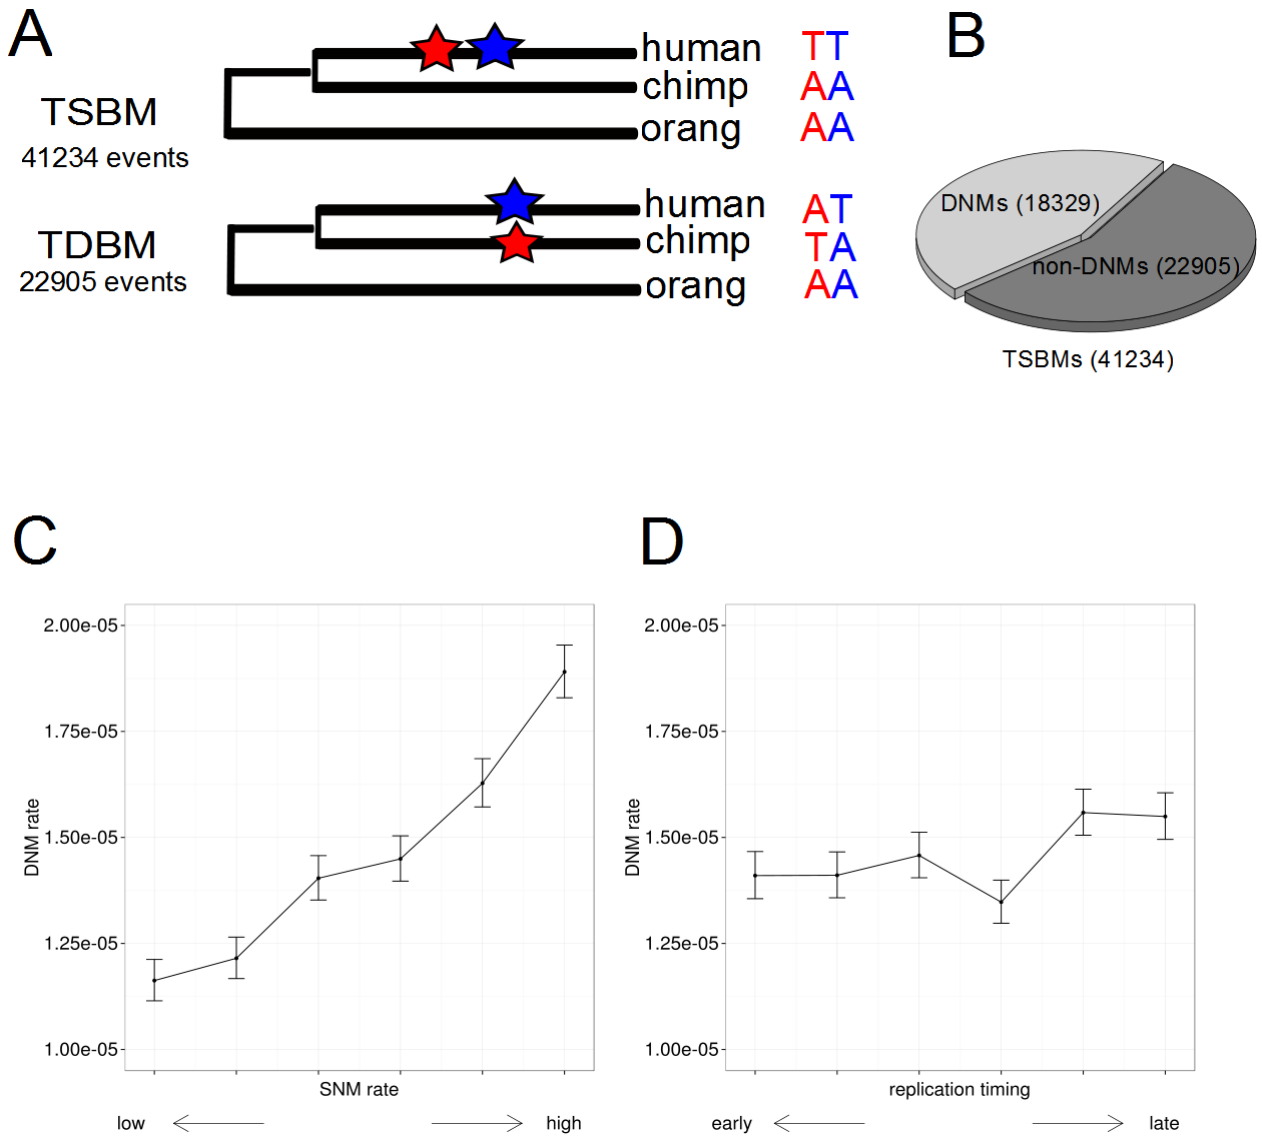 A
TSBM
41234 events
human TT
chimp AA
orang AA
TDBM
22905 events
human AT
chimp TA
orang AA
B
DNMs (18329)
non-DNMs (22905)
TSBMs (41234)
C
DNM rate
2.00e-05
1.75e-05
1.50e-05
1.25e-05
1.00e-05
SNM rate
low
high
D
DNM rate
2.00e-05
1.75e-05
1.50e-05
1.25e-05
1.00e-05
replication timing
early
late